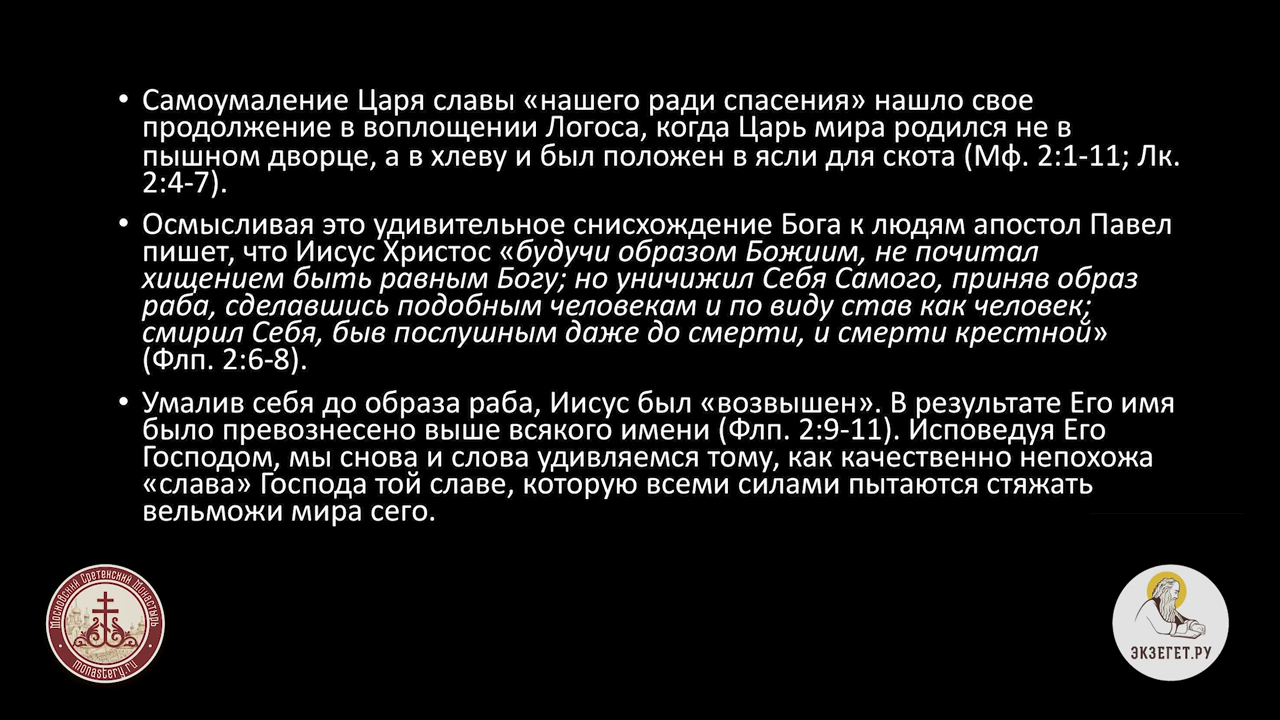 • Самоумаление Царя славы «нашего ради спасения» нашло свое
продолжение в воплощении Логоса, когда Царь мира родился не в
пышном дворце, а в хлеву и был положен в ясли для скота (Мф. 2:1-11; Лк.
2:4-7).
• Осмысливая это удивительное снисхождение Бога к людям апостол Павел
пишет, что Иисус Христос «будучи образом Божиим, не почитал
хищением быть равным Богу; но уничижил Себя Самого, приняв образ
раба, сделавшись подобным человекам и по виду став как человек;
смирил Себя, быв послушным даже до смерти, и смерти крестной»
(Флп. 2:6-8).
• Умалив себя до образа раба, Иисус был «возвышен». В результате Его имя
было превознесено выше всякого имени (Флп. 2:9-11). Исповедуя Его
Господом, мы снова и слова удивляемся тому, как качественно непохожа
«слава» Господа той славе, которую всеми силами пытаются стяжать
вельможи мира сего.
Московский Сретенский Монастырь
monastery.ru
ЭКЗЕГЕТ.РУ